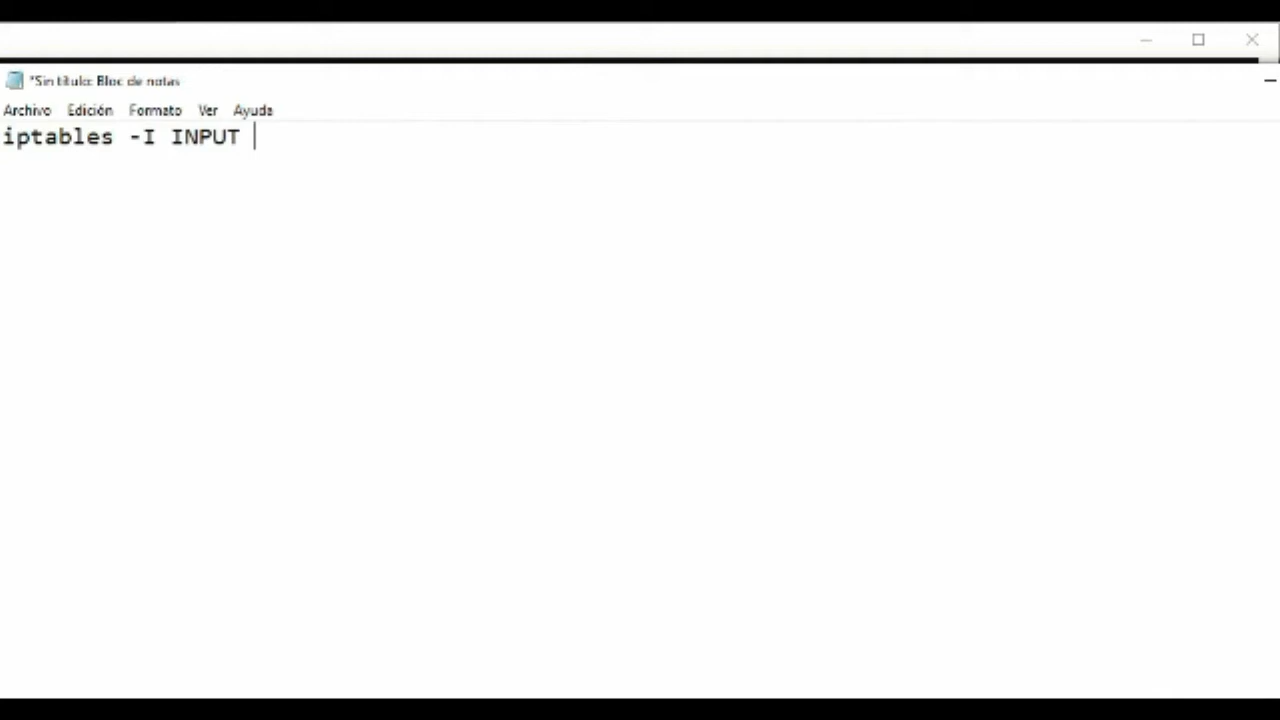 *Sin título: Bloc de notas
Archivo Edición Formato Ver Ayuda
iptables -I INPUT